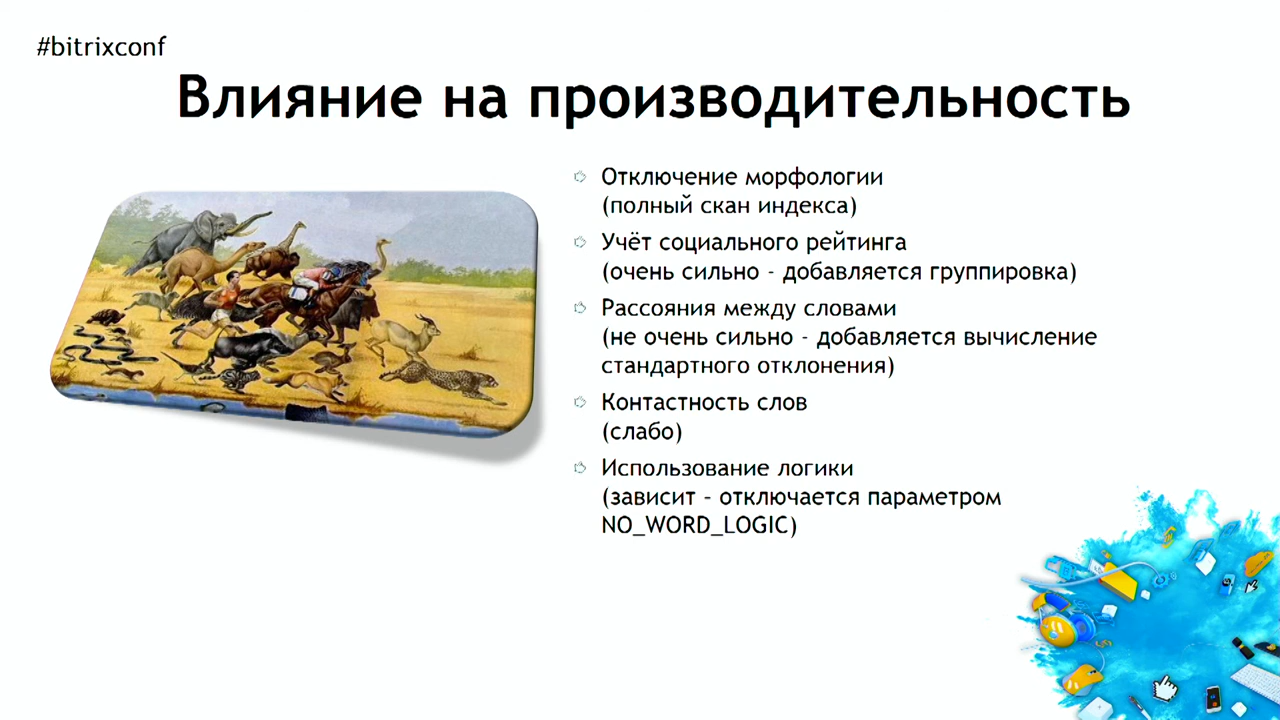 #bitrixconf
Влияние на производительность
Отключение морфологии
(полный скан индекса)
Учёт социального рейтинга
(очень сильно - добавляется группировка)
Рассояния между словами
(не очень сильно - добавляется вычисление
стандартного отклонения)
Контастность слов
(слабо)
Использование логики
(зависит – отключается параметром
NO_WORD_LOGIC)